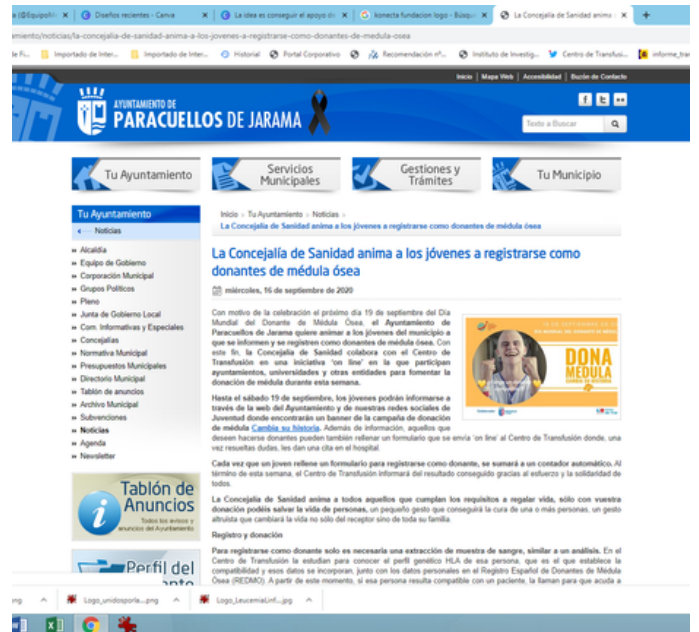 a (@EquipoM
Diseños recientes - Canva
La idea es conseguir el apoyo de
konecta fundacion logo - Búsqu
La Concejalía de Sanidad anima
miento/noticias/la-concejalia-de-sanidad-anima-a-los-jovenes-a-registrarse-como-donantes-de-medula-osea
de Fi...
Importado de Inter...
Importado de Inter...
Historial
Portal Corporativo
Recomendación nº...
Instituto de Investig...
Centro de Transfusi...
informe_tran
Inicio | Mapa Web | Accesibilidad | Buzón de Contacto
AYUNTAMIENTO DE
PARACUELLOS DE JARAMA
Texto a Buscar
Tu Ayuntamiento
Servicios
Municipales
Gestiones y
Trámites
Tu Municipio
Tu Ayuntamiento
Noticias
» Alcaldía
» Equipo de Gobierno
» Corporación Municipal
» Grupos Políticos
» Pleno
» Junta de Gobierno Local
» Com. Informativas y Especiales
» Concejalías
» Normativa Municipal
» Presupuestos Municipales
» Directorio Municipal
» Tablón de anuncios
» Archivo Municipal
» Subvenciones
» Noticias
» Agenda
» Newsletter
Tablón de
Anuncios
Todos los avisos y
anuncios del Ayuntamiento
Perfil del
Inicio » Tu Ayuntamiento » Noticias »
La Concejalía de Sanidad anima a los jóvenes a registrarse como donantes de médula ósea
La Concejalía de Sanidad anima a los jóvenes a registrarse como
donantes de médula ósea
miércoles, 16 de septiembre de 2020
Con motivo de la celebración el próximo día 19 de septiembre del Día
Mundial del Donante de Médula Ósea, el Ayuntamiento de
Paracuellos de Jarama quiere animar a los jóvenes del municipio a
que se informen y se registren como donantes de médula ósea. Con
este fin, la Concejalía de Sanidad colabora con el Centro de
Transfusión en una iniciativa 'on line' en la que participan
ayuntamientos, universidades y otras entidades para fomentar la
donación de médula durante esta semana.
DONA
MÉDULA
CAMBIA SU HISTORIA
Hasta el sábado 19 de septiembre, los jóvenes podrán informarse a
través de la web del Ayuntamiento y de nuestras redes sociales de
Juventud donde encontrarán un banner de la campaña de donación
de médula Cambia su historia. Además de información, aquellos que
deseen hacerse donantes pueden también rellenar un formulario que se envía 'on line' al Centro de Transfusión donde, una
vez resueltas dudas, les dan una cita en el hospital.
Cada vez que un joven rellene un formulario para registrarse como donante, se sumará a un contador automático. Al
término de esta semana, el Centro de Transfusión informará del resultado conseguido gracias al esfuerzo y la solidaridad de
todos.
La Concejalía de Sanidad anima a todos aquellos que cumplan los requisitos a regalar vida, sólo con vuestra
donación podéis salvar la vida de personas, un pequeño gesto que conseguirá la cura de una o más personas, un gesto
altruista que cambiará la vida no sólo del receptor sino de toda su familia.
Registro y donación
Para registrarse como donante solo es necesaria una extracción de muestra de sangre, similar a un análisis. En el
Centro de Transfusión la estudian para conocer el perfil genético HLA de esa persona, que es el que establece la
compatibilidad y esos datos se incorporan, junto con los datos personales en el Registro Español de Donantes de Médula
Ósea (REDMO). A partir de este momento, si esa persona resulta compatible con un paciente, la llaman para que acuda a
png
Logo_unidosporla....png
Logo_LeucemiaLinf....jpg